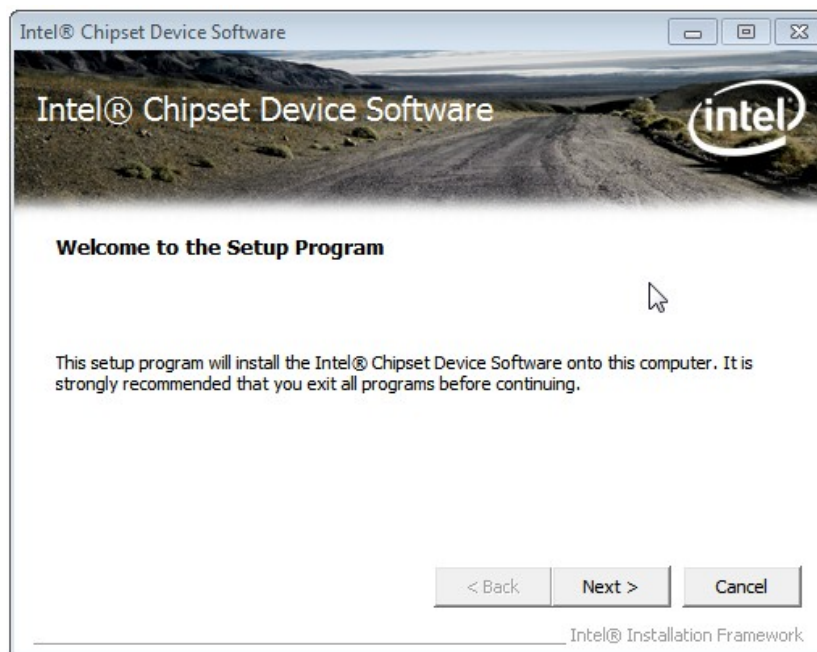 Intel® Chipset Device Software
Intel® Chipset Device Software
intel
Welcome to the Setup Program
This setup program will install the Intel® Chipset Device Software onto this computer. It is
strongly recommended that you exit all programs before continuing.
< Back Next > Cancel
Intel® Installation Framework